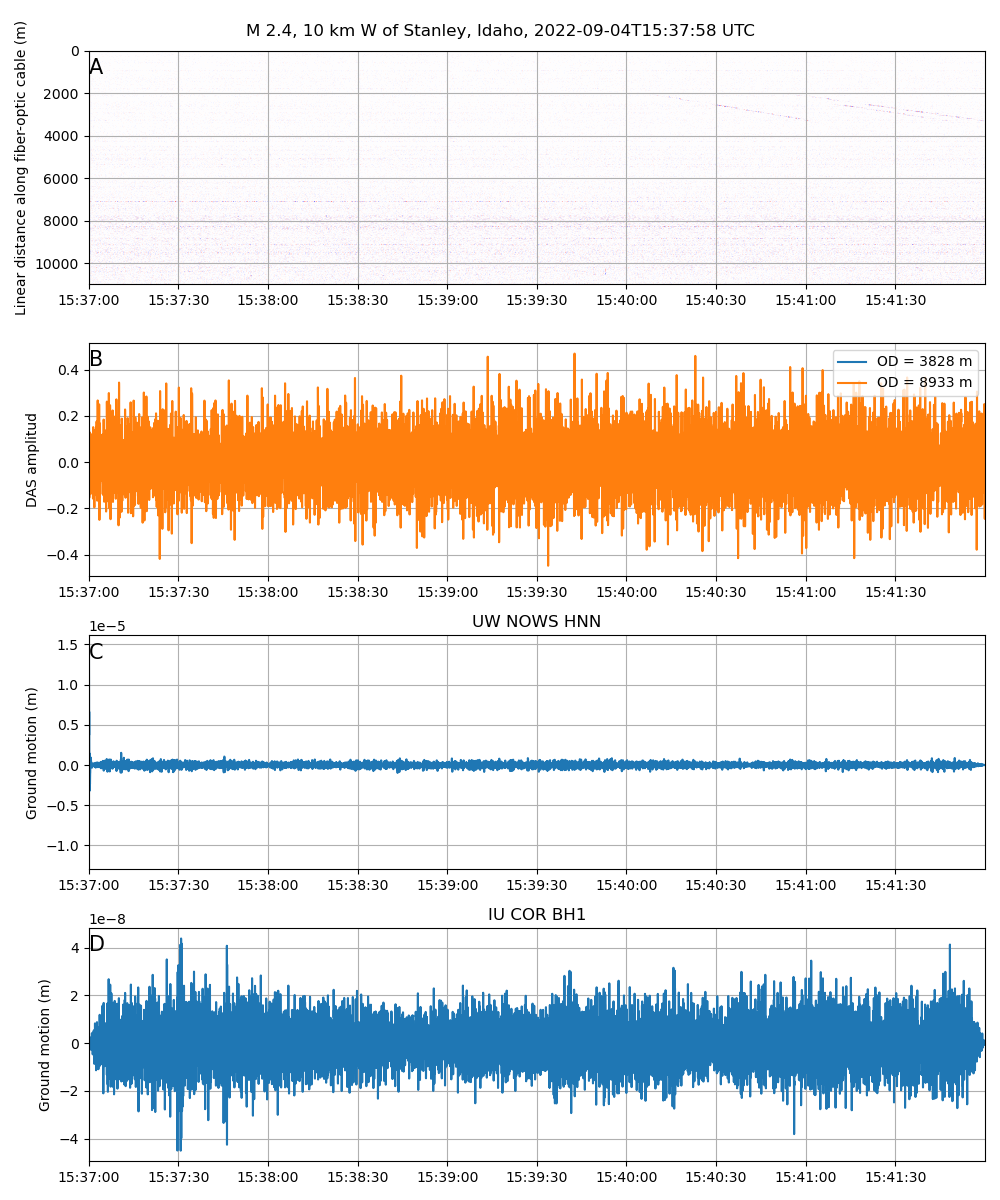 M 2.4, 10 km W of Stanley, Idaho, 2022-09-04T15:37:58 UTC
Linear distance along fiber-optic cable (m)
A
0
2000
4000
6000
8000
10000
15:37:00 15:37:30 15:38:00 15:38:30 15:39:00 15:39:30 15:40:00 15:40:30 15:41:00 15:41:30
DAS amplitud
B
OD = 3828 m
OD = 8933 m
0.4
0.2
0.0
−0.2
−0.4
15:37:00 15:37:30 15:38:00 15:38:30 15:39:00 15:39:30 15:40:00 15:40:30 15:41:00 15:41:30
UW NOWS HNN
1e−5
Ground motion (m)
C
1.5
1.0
0.5
0.0
−0.5
−1.0
15:37:00 15:37:30 15:38:00 15:38:30 15:39:00 15:39:30 15:40:00 15:40:30 15:41:00 15:41:30
IU COR BH1
1e−8
Ground motion (m)
D
4
2
0
−2
−4
15:37:00 15:37:30 15:38:00 15:38:30 15:39:00 15:39:30 15:40:00 15:40:30 15:41:00 15:41:30